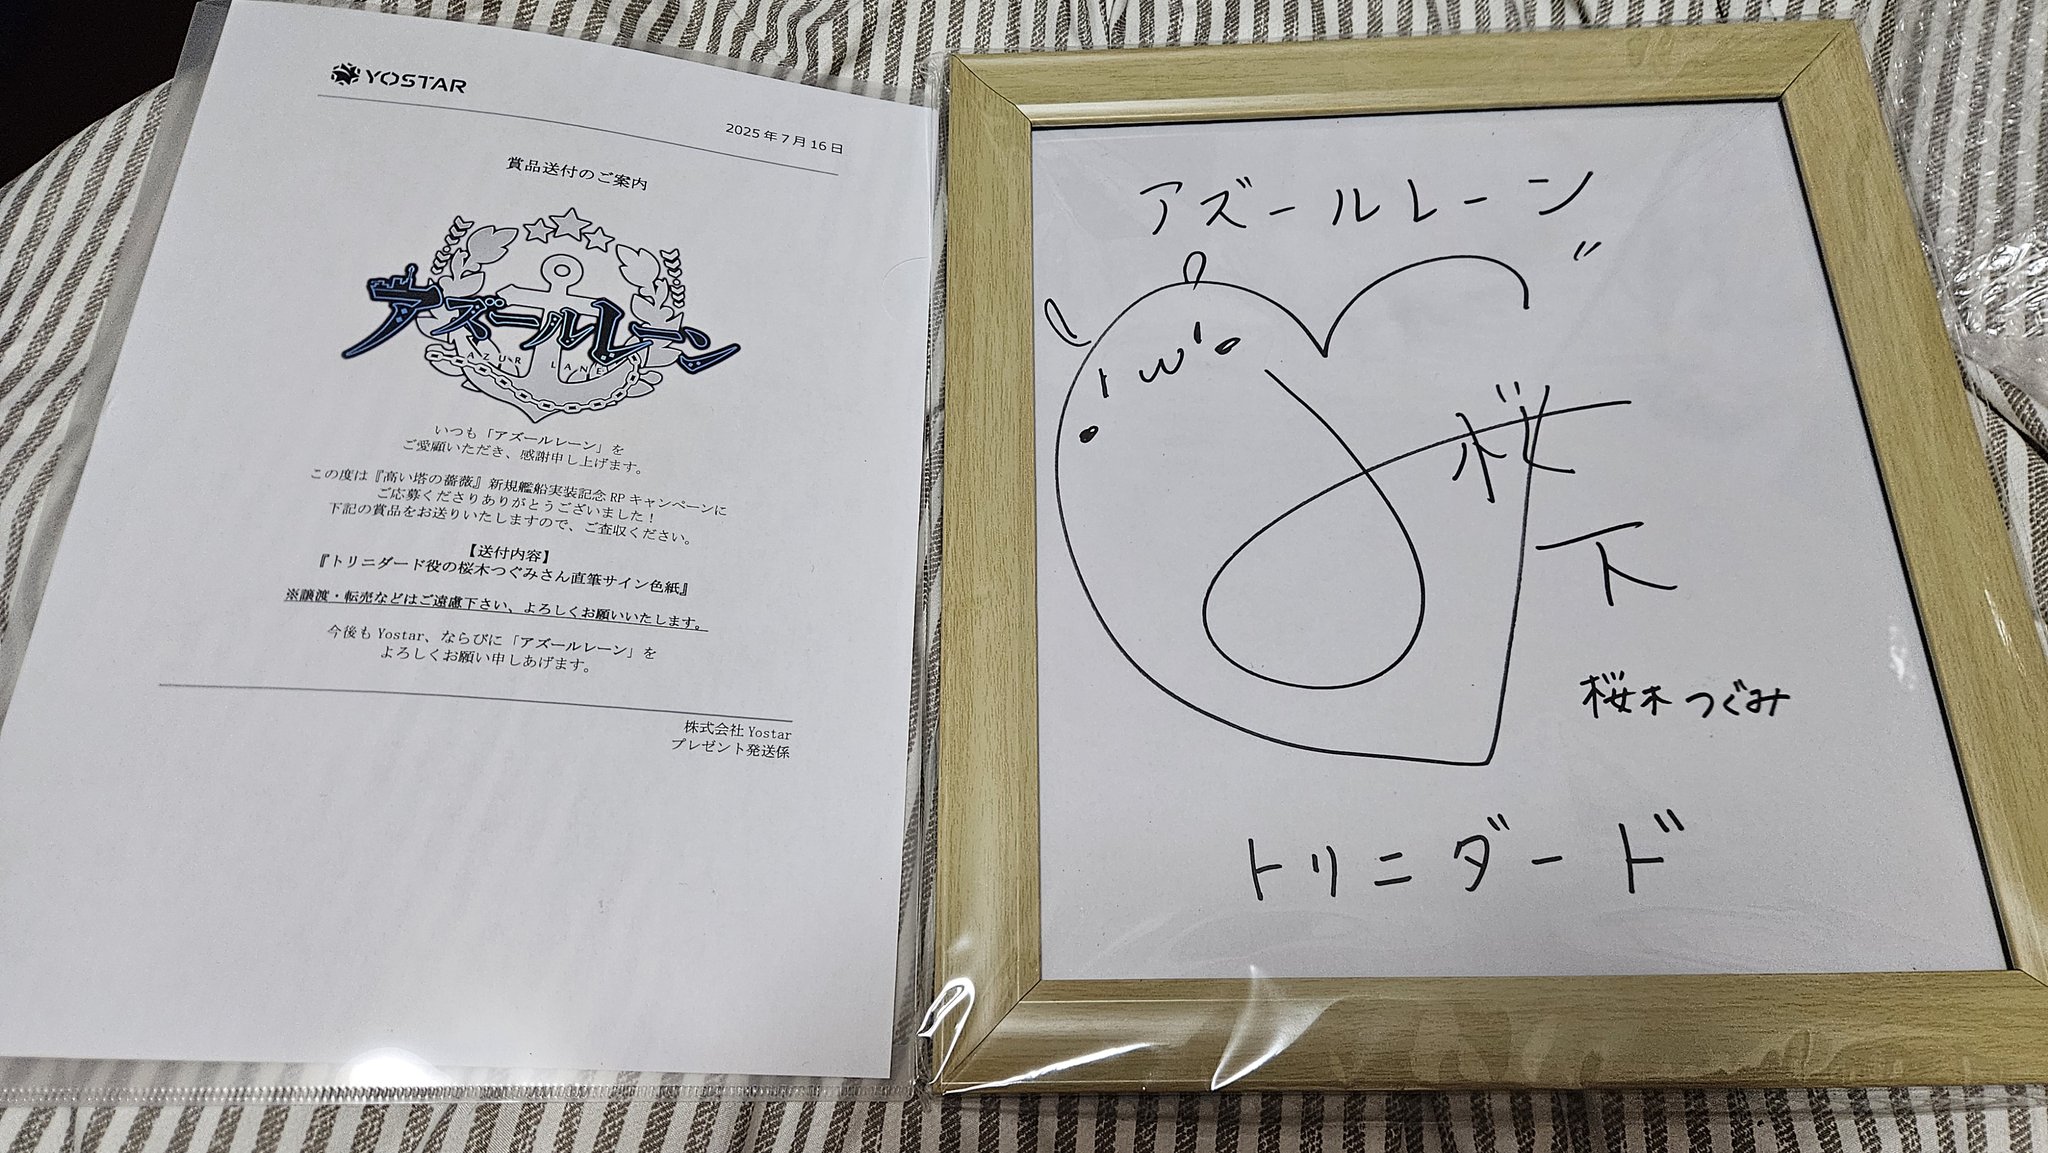 YOSTAR
2025年7月16日
賞品送付のご案内
アズールレーン
AZUR LANE
いつも「アズールレーン」を
ご愛顧いただき、感謝申し上げます。
この度は『高い塔の薔薇』新規艦船実装記念RPキャンペーンに
ご応募くださりありがとうございました！
下記の賞品をお送りいたしますので、ご査収ください。
【送付内容】
『トリニダード役の桜木つぐみさん直筆サイン色紙』
※譲渡・転売などはご遠慮下さい、よろしくお願いいたします。
今後もYostar、ならびに「アズールレーン」を
よろしくお願い申しあげます。
株式会社Yostar
プレゼント発送係
アズールレーン
桜
木
桜木つぐみ
トリニダード